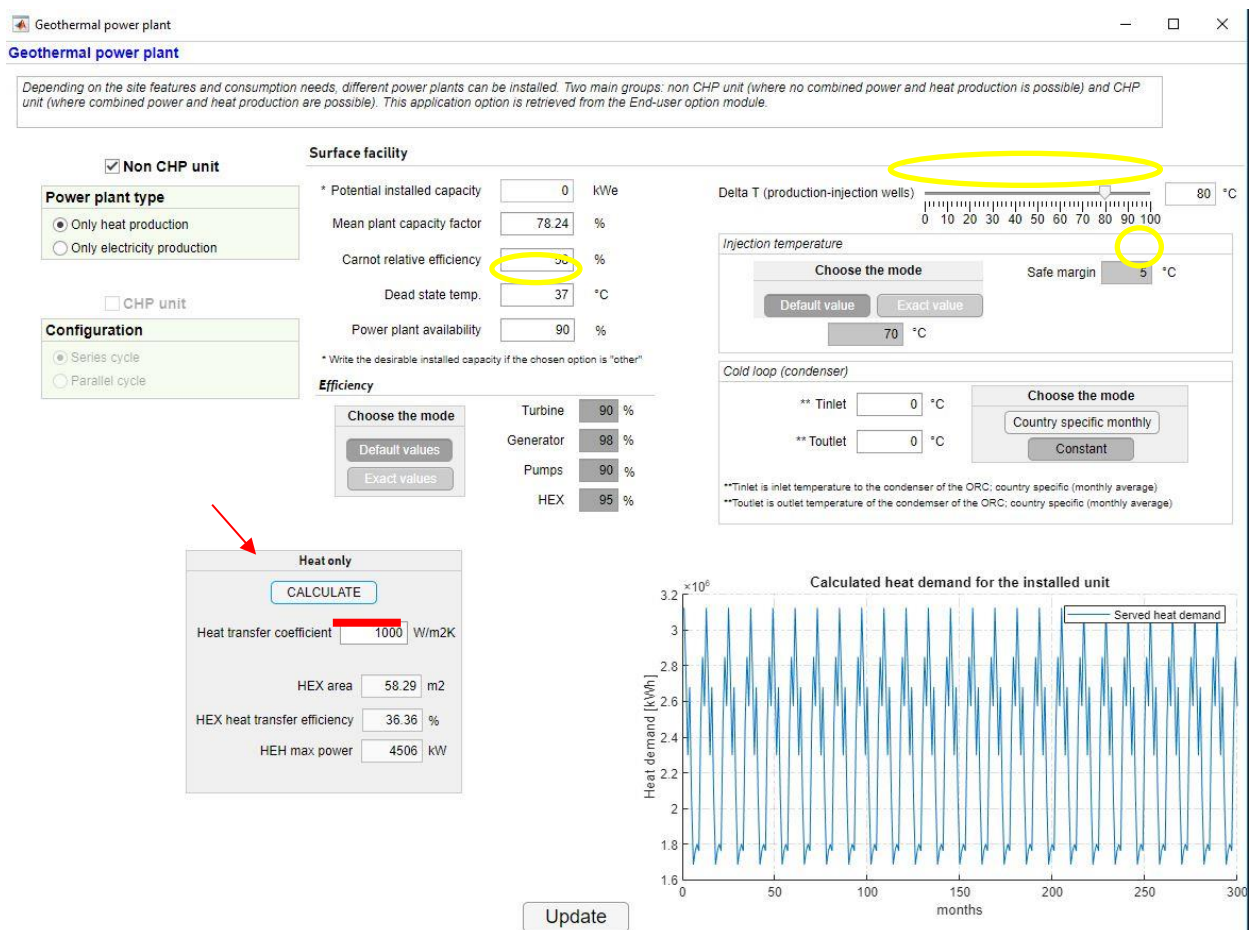 Geothermal power plant
Geothermal power plant
Depending on the site features and consumption needs, different power plants can be installed. Two main groups: non CHP unit (where no combined power and heat production is possible) and CHP
unit (where combined power and heat production are possible). This application option is retrieved from the End-user option module.
Non CHP unit
Power plant type
Only heat production
Only electricity production
CHP unit
Configuration
Series cycle
Parallel cycle
Surface facility
* Potential installed capacity 0 kWe
Mean plant capacity factor 78.24 %
Carnot relative efficiency %
Dead state temp. 37 °C
Power plant availability 90 %
* Write the desirable installed capacity if the chosen option is "other"
Efficiency
Choose the mode
Default values
Exact values
Turbine 90 %
Generator 98 %
Pumps 90 %
HEX 95 %
Delta T (production-injection wells) 80 °C
0 10 20 30 40 50 60 70 80 90 100
Injection temperature
Choose the mode
Default value Exact value
70 °C
Safe margin 5 °C
Cold loop (condenser)
** Tinlet 0 °C
** Toutlet 0 °C
Choose the mode
Country specific monthly
Constant
**Tinlet is inlet temperature to the condenser of the ORC; country specific (monthly average)
**Toutlet is outlet temperature of the condemser of the ORC; country specific (monthly average)
Heat only
CALCULATE
Heat transfer coefficient 1000 W/m2K
HEX area 58.29 m2
HEX heat transfer efficiency 36.36 %
HEH max power 4506 kW
Calculated heat demand for the installed unit
×10⁶
Served heat demand
Heat demand [kWh]
3.2
3
2.8
2.6
2.4
2.2
2
1.8
1.6
0 50 100 150 200 250 300
months
Update